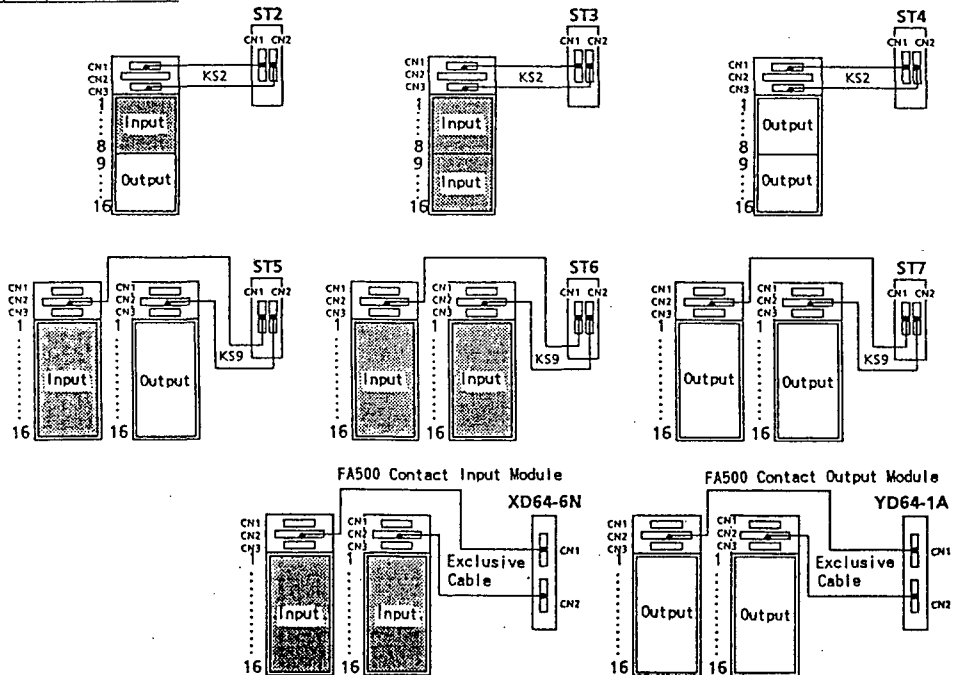 ST2
CN1 CN2
CN1
CN2
CN3
KS2
1
Input
8
9
Output
16
ST3
CN1 CN2
CN1
CN2
CN3
KS2
1
Input
8
9
Input
16
ST4
CN1 CN2
CN1
CN2
CN3
KS2
1
Output
8
9
Output
16
ST5
CN1 CN2
CN1
CN2
CN3
CN1
CN2
CN3
1
1
KS9
Input
Output
16
16
ST6
CN1 CN2
CN1
CN2
CN3
CN1
CN2
CN3
1
1
KS9
Input
Input
16
16
ST7
CN1 CN2
CN1
CN2
CN3
CN1
CN2
CN3
1
1
KS9
Output
Output
16
16
FA500 Contact Input Module
XD64-6N
CN1
CN2
CN3
CN1
CN2
CN3
1
1
CN1
Exclusive
Cable
CN2
Input
Input
16
16
FA500 Contact Output Module
YD64-1A
CN1
CN2
CN3
CN1
CN2
CN3
1
1
CN1
Exclusive
Cable
CN2
Output
Output
16
16